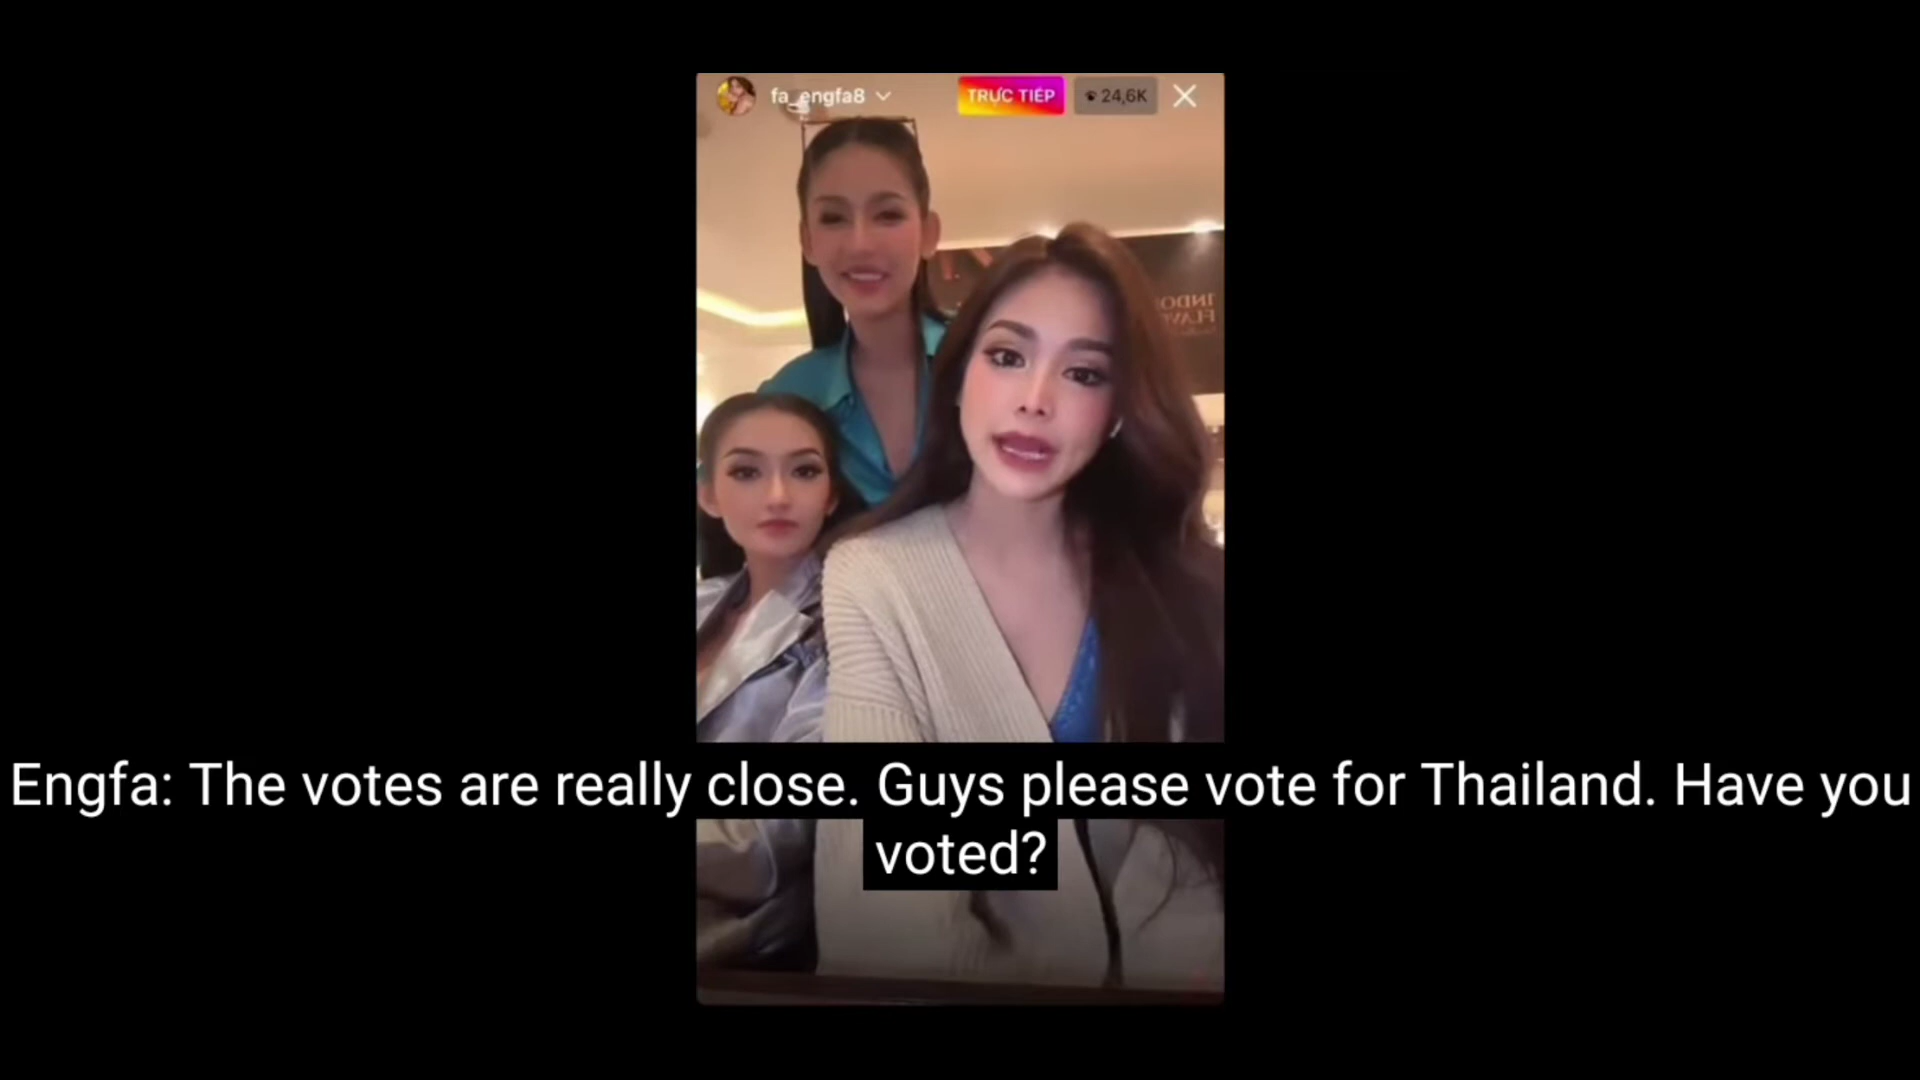 fa_engfa8
TRỰC TIẾP
24,6K
Engfa: The votes are really close. Guys please vote for Thailand. Have you
voted?